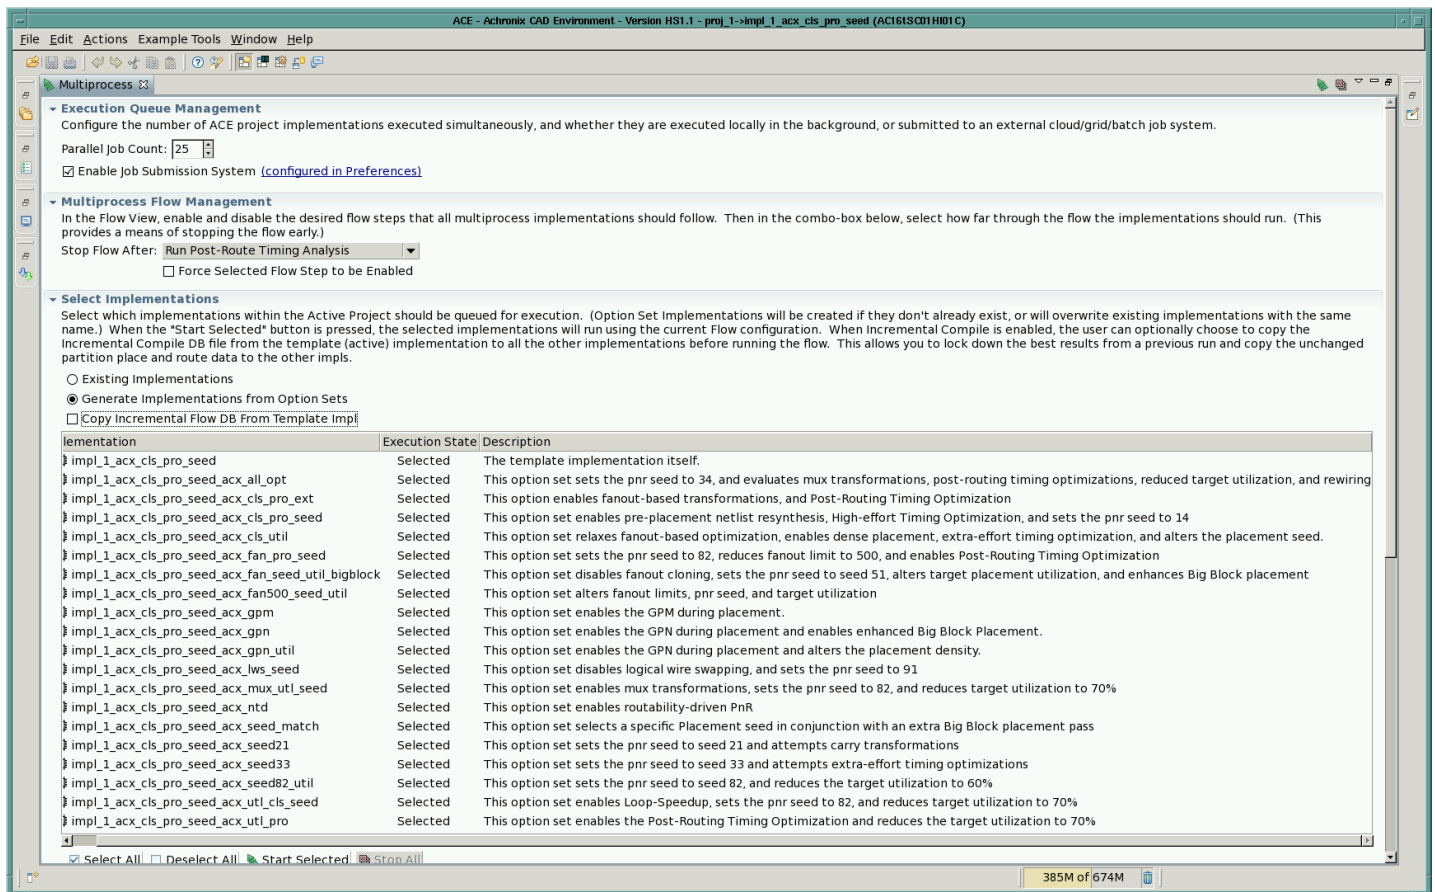 ACE - Achronix CAD Environment - Version HS1.1 - proj_1->impl_1_acx_cls_pro_seed (AC16tSC01HI01C)
File Edit Actions Example Tools Window Help
Multiprocess
Execution Queue Management
Configure the number of ACE project implementations executed simultaneously, and whether they are executed locally in the background, or submitted to an external cloud/grid/batch job system.
Parallel Job Count: 25
Enable Job Submission System (configured in Preferences)
Multiprocess Flow Management
In the Flow View, enable and disable the desired flow steps that all multiprocess implementations should follow. Then in the combo-box below, select how far through the flow the implementations should run. (This
provides a means of stopping the flow early.)
Stop Flow After: Run Post-Route Timing Analysis
Force Selected Flow Step to be Enabled
Select Implementations
Select which implementations within the Active Project should be queued for execution. (Option Set Implementations will be created if they don't already exist, or will overwrite existing implementations with the same
name.) When the "Start Selected" button is pressed, the selected implementations will run using the current Flow configuration. When Incremental Compile is enabled, the user can optionally choose to copy the
Incremental Compile DB file from the template (active) implementation to all the other implementations before running the flow. This allows you to lock down the best results from a previous run and copy the unchanged
partition place and route data to the other impls.
Existing Implementations
Generate Implementations from Option Sets
Copy Incremental Flow DB From Template Impl
lementation Execution State Description
impl_1_acx_cls_pro_seed Selected The template implementation itself.
impl_1_acx_cls_pro_seed_acx_all_opt Selected This option set sets the pnr seed to 34, and evaluates mux transformations, post-routing timing optimizations, reduced target utilization, and rewiring
impl_1_acx_cls_pro_seed_acx_cls_pro_ext Selected This option enables fanout-based transformations, and Post-Routing Timing Optimization
impl_1_acx_cls_pro_seed_acx_cls_pro_seed Selected This option set enables pre-placement netlist resynthesis, High-effort Timing Optimization, and sets the pnr seed to 14
impl_1_acx_cls_pro_seed_acx_cls_util Selected This option set relaxes fanout-based optimization, enables dense placement, extra-effort timing optimization, and alters the placement seed.
impl_1_acx_cls_pro_seed_acx_fan_pro_seed Selected This option set sets the pnr seed to 82, reduces fanout limit to 500, and enables Post-Routing Timing Optimization
impl_1_acx_cls_pro_seed_acx_fan_seed_util_bigblock Selected This option set disables fanout cloning, sets the pnr seed to seed 51, alters target placement utilization, and enhances Big Block placement
impl_1_acx_cls_pro_seed_acx_fan500_seed_util Selected This option set alters fanout limits, pnr seed, and target utilization
impl_1_acx_cls_pro_seed_acx_gpm Selected This option set enables the GPM during placement.
impl_1_acx_cls_pro_seed_acx_gpn Selected This option set enables the GPN during placement and enables enhanced Big Block Placement.
impl_1_acx_cls_pro_seed_acx_gpn_util Selected This option set enables the GPN during placement and alters the placement density.
impl_1_acx_cls_pro_seed_acx_lws_seed Selected This option set disables logical wire swapping, and sets the pnr seed to 91
impl_1_acx_cls_pro_seed_acx_mux_utl_seed Selected This option set enables mux transformations, sets the pnr seed to 82, and reduces target utilization to 70%
impl_1_acx_cls_pro_seed_acx_ntd Selected This option set enables routability-driven PnR
impl_1_acx_cls_pro_seed_acx_seed_match Selected This option set selects a specific Placement seed in conjunction with an extra Big Block placement pass
impl_1_acx_cls_pro_seed_acx_seed21 Selected This option set sets the pnr seed to seed 21 and attempts carry transformations
impl_1_acx_cls_pro_seed_acx_seed33 Selected This option set sets the pnr seed to seed 33 and attempts extra-effort timing optimizations
impl_1_acx_cls_pro_seed_acx_seed82_util Selected This option set sets the pnr seed to seed 82, and reduces the target utilization to 60%
impl_1_acx_cls_pro_seed_acx_utl_cls_seed Selected This option set enables Loop-Speedup, sets the pnr seed to 82, and reduces target utilization to 70%
impl_1_acx_cls_pro_seed_acx_utl_pro Selected This option set enables the Post-Routing Timing Optimization and reduces the target utilization to 70%
Select All Deselect All Start Selected Stop All
385M of 674M